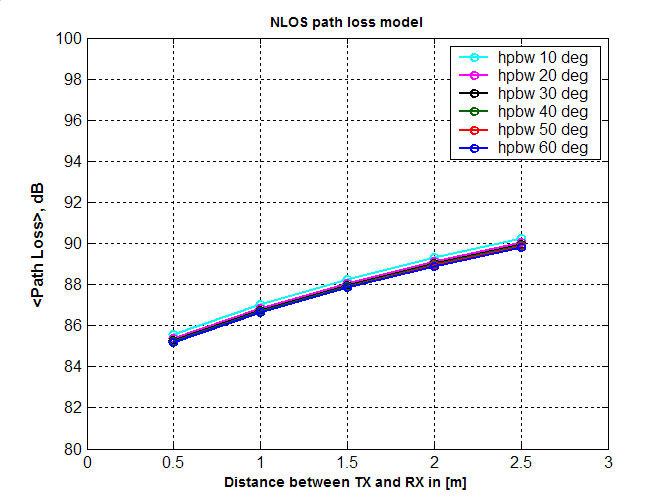 NLOS path loss model
100
98
96
94
92
90
88
86
84
82
80
<Path Loss>, dB
hpbw 10 deg
hpbw 20 deg
hpbw 30 deg
hpbw 40 deg
hpbw 50 deg
hpbw 60 deg
0 0.5 1 1.5 2 2.5 3
Distance between TX and RX in [m]